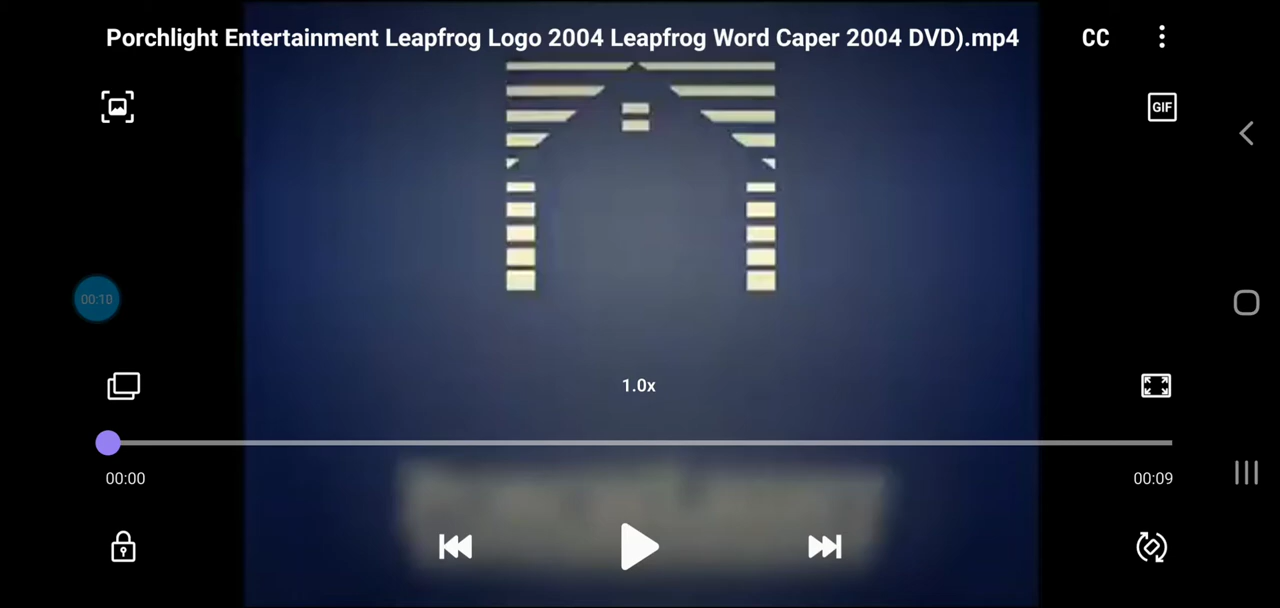 Porchlight Entertainment Leapfrog Logo 2004 Leapfrog Word Caper 2004 DVD).mp4
CC
GIF
00:10
1.0x
00:00
00:09